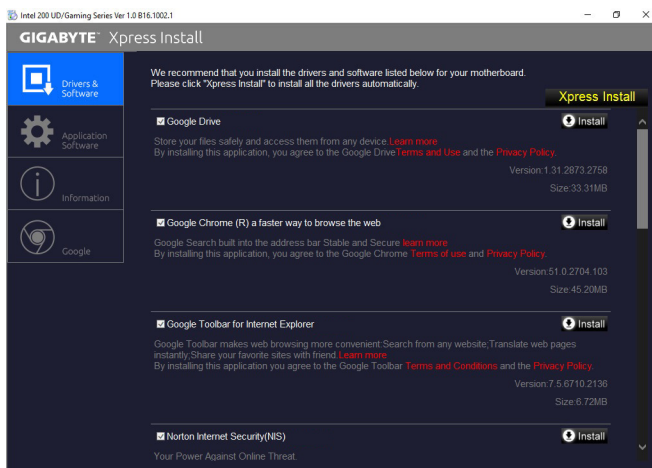 Intel 200 UD/Gaming Series Ver 1.0 B16.1002.1
GIGABYTE™ Xpress Install
Drivers &
Software
Application
Software
Information
Google
We recommend that you install the drivers and software listed below for your motherboard.
Please click "Xpress Install" to install all the drivers automatically.
Xpress Install
Google Drive
Install
Store your files safely and access them from any device.Learn more
By installing this application, you agree to the Google DriveTerms and Use and the Privacy Policy.
Version:1.31.2873.2758
Size:33.31MB
Google Chrome (R) a faster way to browse the web
Install
Google Search built into the address bar Stable and Secure learn more
By installing this application, you agree to the Google Chrome Terms of use and Privacy Policy.
Version:51.0.2704.103
Size:45.20MB
Google Toolbar for Internet Explorer
Install
Google Toolbar makes web browsing more convenient:Search from any website;Translate web pages
instantly;Share your favorite sites with friend.Learn more
By installing this application you agree to the Google Toolbar Terms and Conditions and the Privacy Policy.
Version:7.5.6710.2136
Size:6.72MB
Norton Internet Security(NIS)
Install
Your Power Against Online Threat.